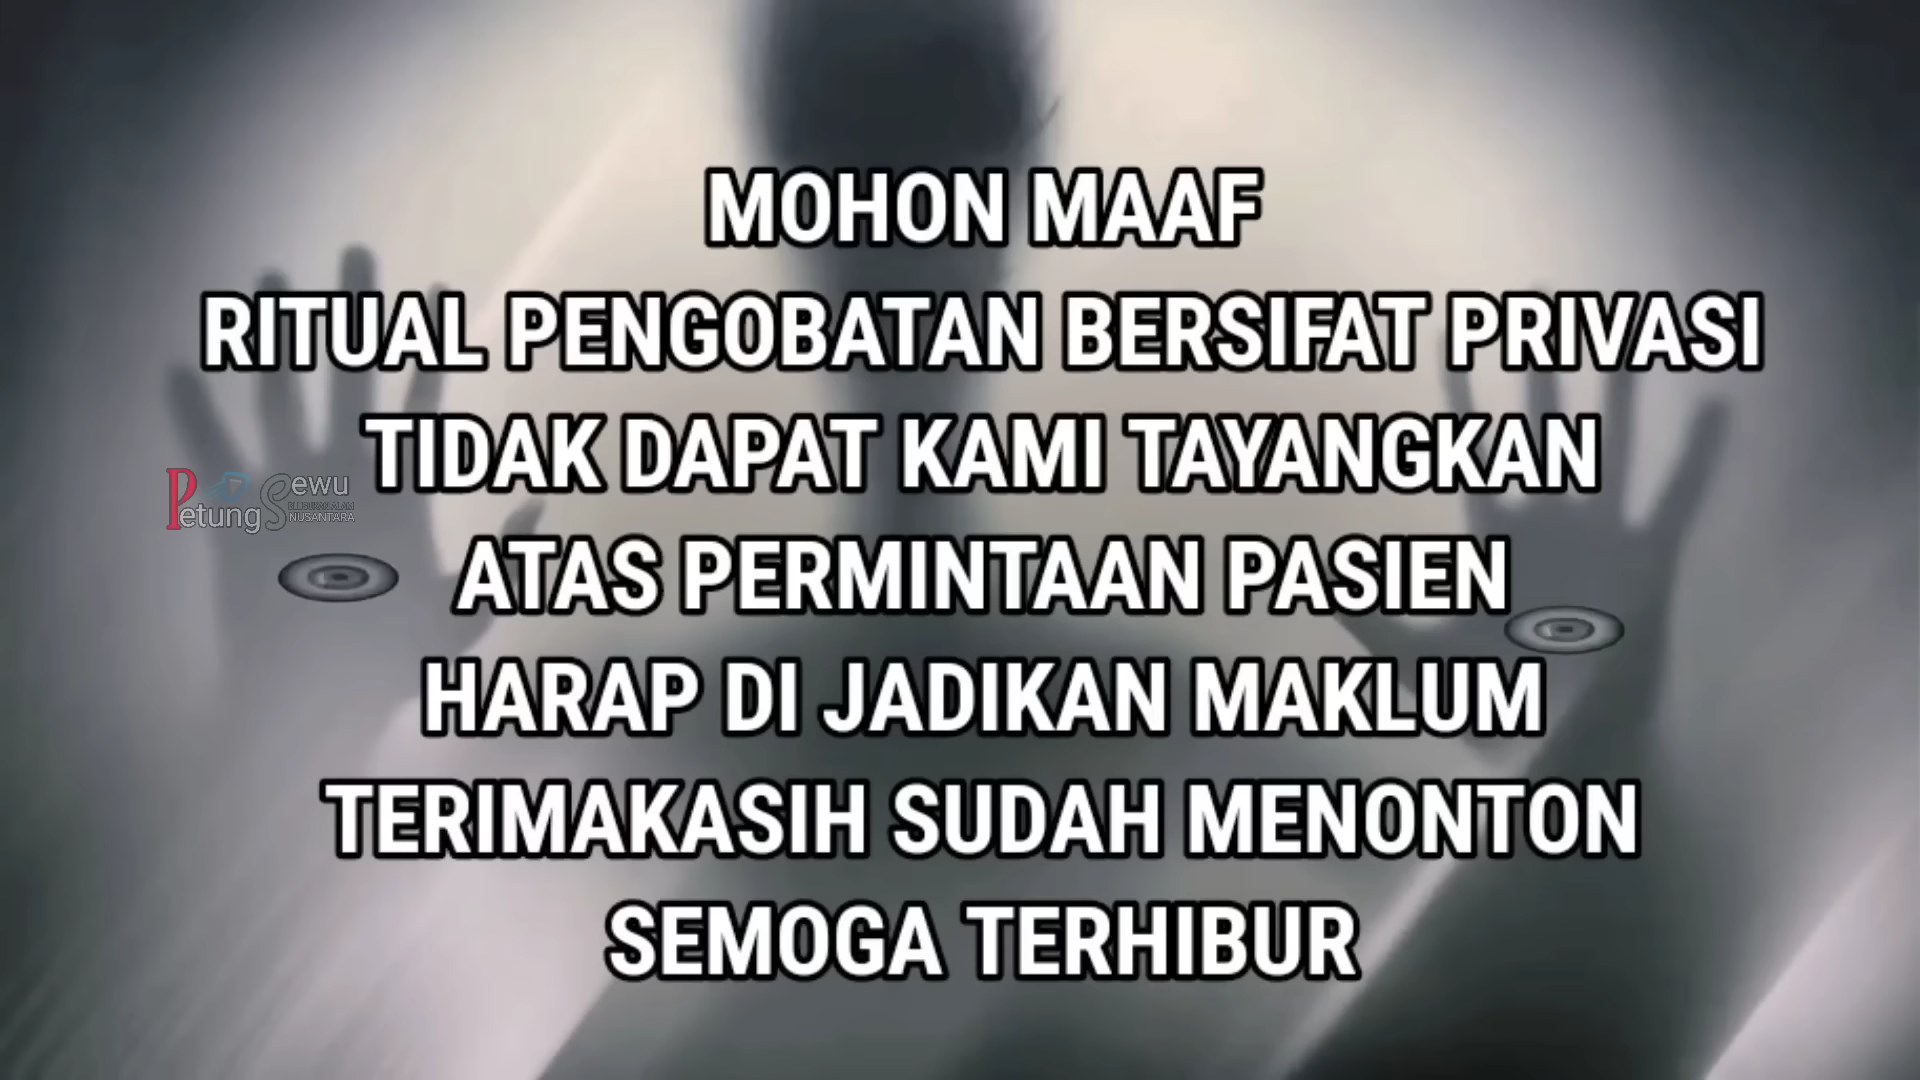 MOHON MAAF
RITUAL PENGOBATAN BERSIFAT PRIVASI
TIDAK DAPAT KAMI TAYANGKAN
Petung Sewu
NUSANTARA
ATAS PERMINTAAN PASIEN
HARAP DI JADIKAN MAKLUM
TERIMAKASIH SUDAH MENONTON
SEMOGA TERHIBUR